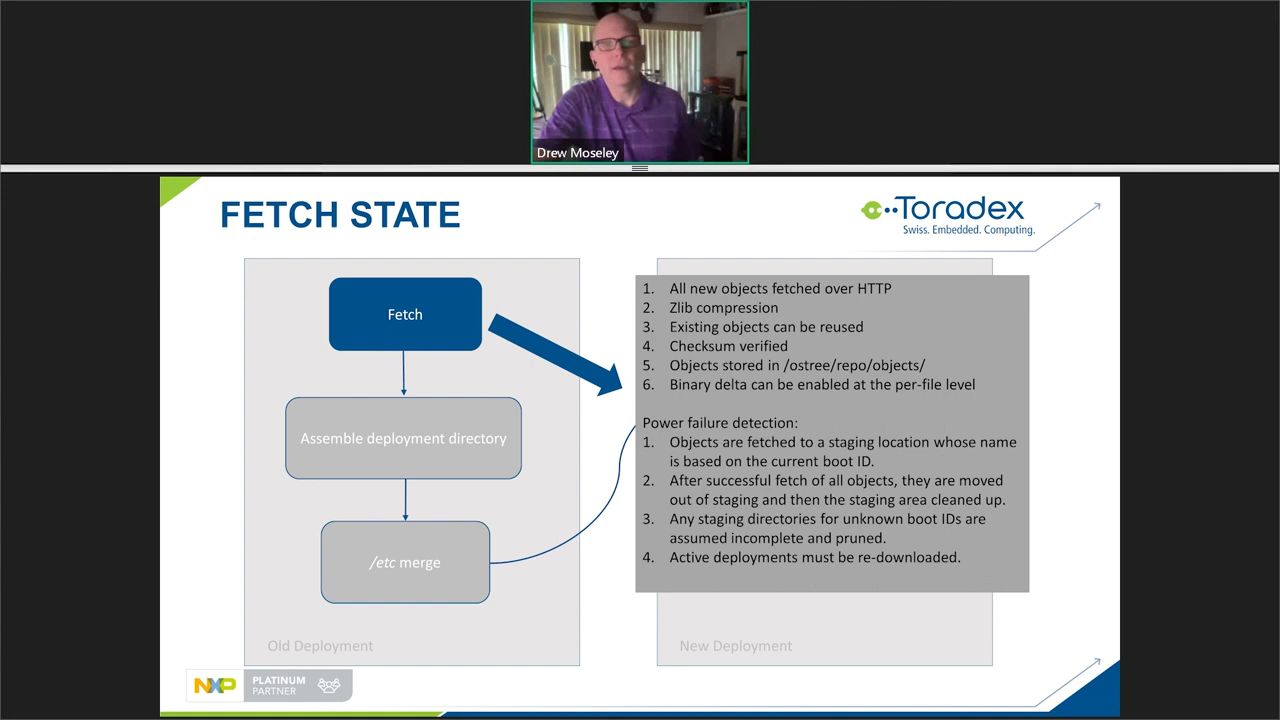 Drew Moseley
FETCH STATE
Toradex
Swiss. Embedded. Computing.
Fetch
Assemble deployment directory
/etc merge
Old Deployment
1. All new objects fetched over HTTP
2. Zlib compression
3. Existing objects can be reused
4. Checksum verified
5. Objects stored in /ostree/repo/objects/
6. Binary delta can be enabled at the per-file level
Power failure detection:
1. Objects are fetched to a staging location whose name
is based on the current boot ID.
2. After successful fetch of all objects, they are moved
out of staging and then the staging area cleaned up.
3. Any staging directories for unknown boot IDs are
assumed incomplete and pruned.
4. Active deployments must be re-downloaded.
New Deployment
NXP
PLATINUM
PARTNER